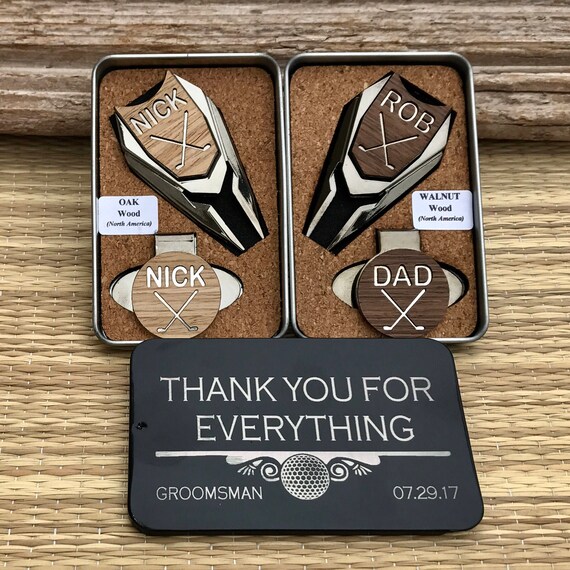 NICK
OAK
Wood
(North America)
NICK
ROB
WALNUT
Wood
(North America)
DAD
THANK YOU FOR
EVERYTHING
GROOMSMAN 07.29.17